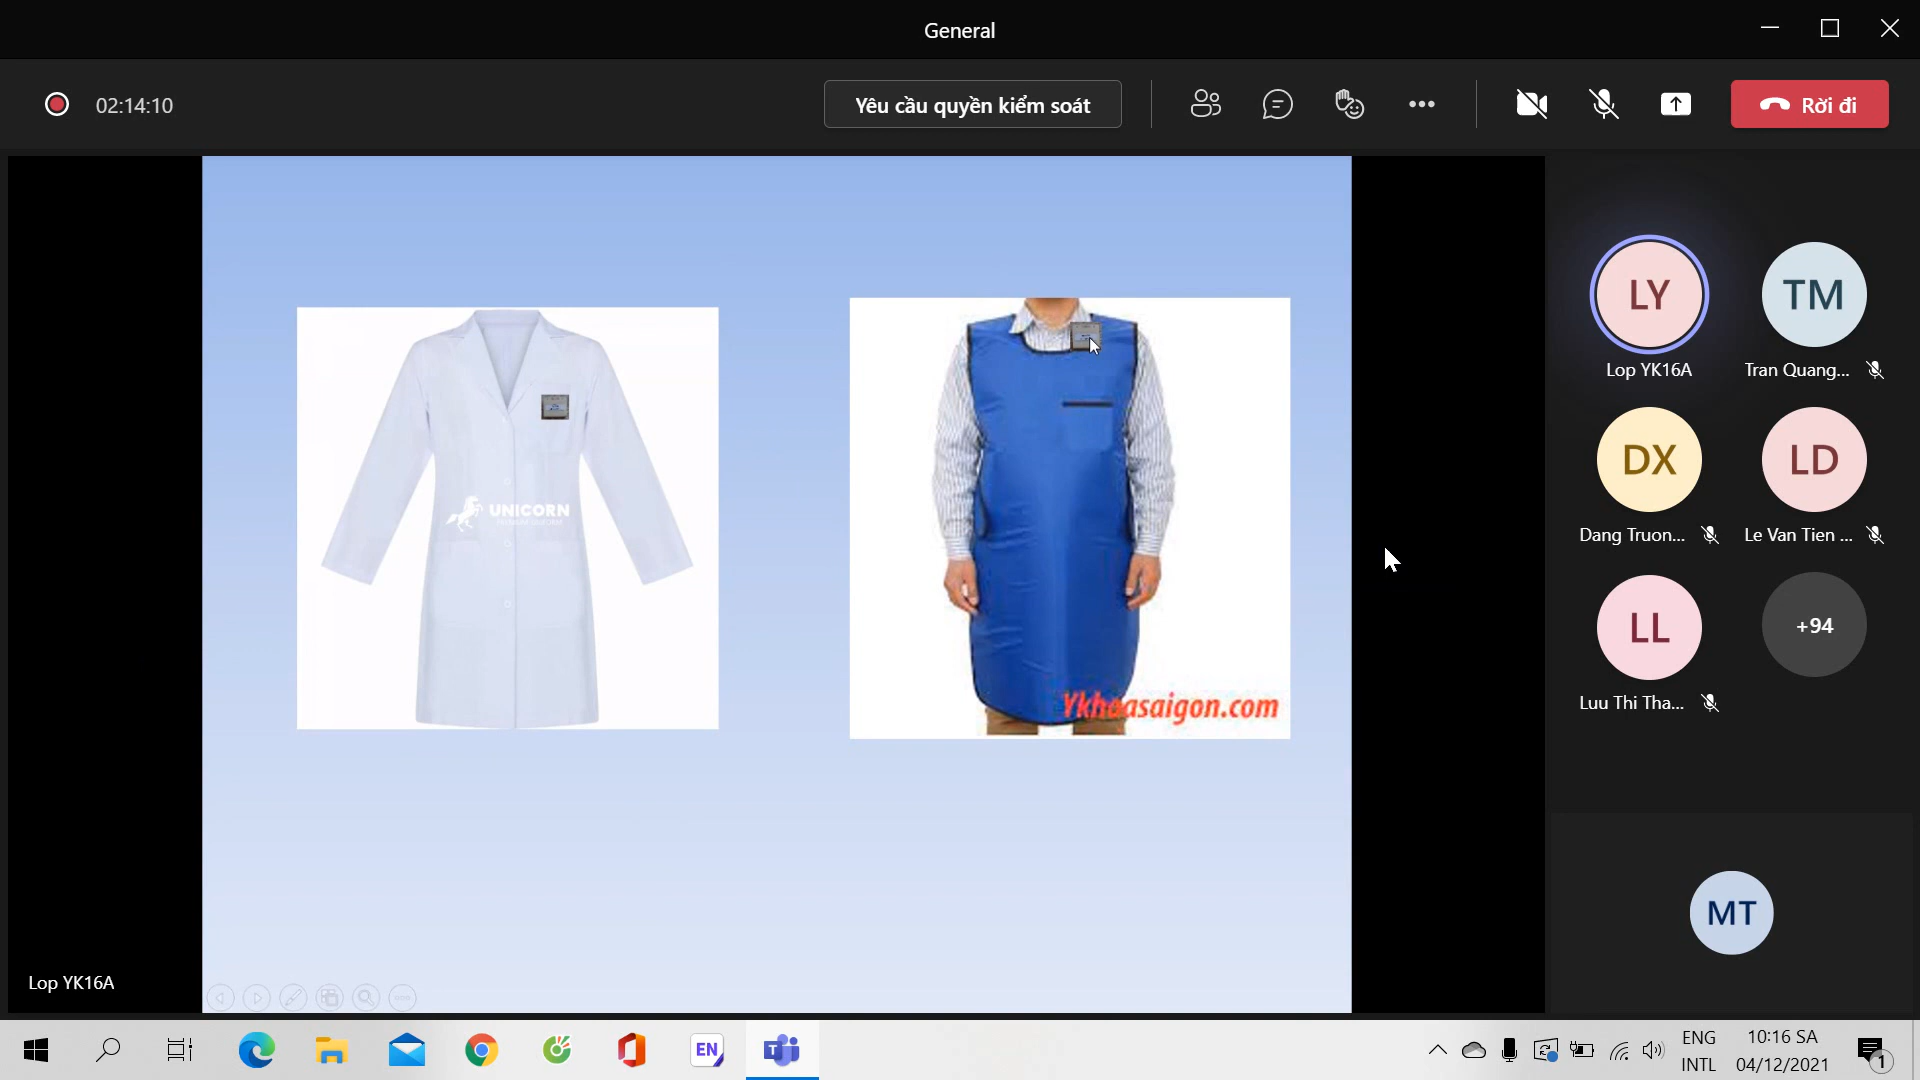 General
02:14:10
Yêu cầu quyền kiểm soát
Rời đi
UNICORN
Ykhoasaigon.com
LY
TM
Lop YK16A
Tran Quang...
DX
LD
Dang Truon...
Le Van Tien ...
LL
+94
Luu Thi Tha...
MT
Lop YK16A
EN
T
ENG
INTL
10:16 SA
04/12/2021
1